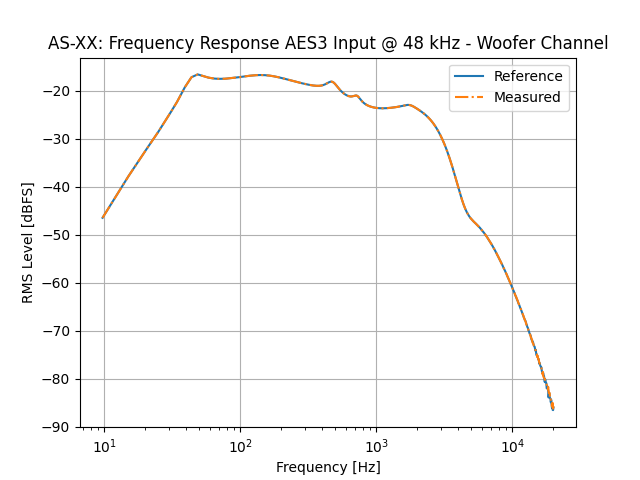 AS-XX: Frequency Response AES3 Input @ 48 kHz - Woofer Channel
Reference
Measured
RMS Level [dBFS]
−20
−30
−40
−50
−60
−70
−80
−90
10¹
10²
10³
10⁴
Frequency [Hz]